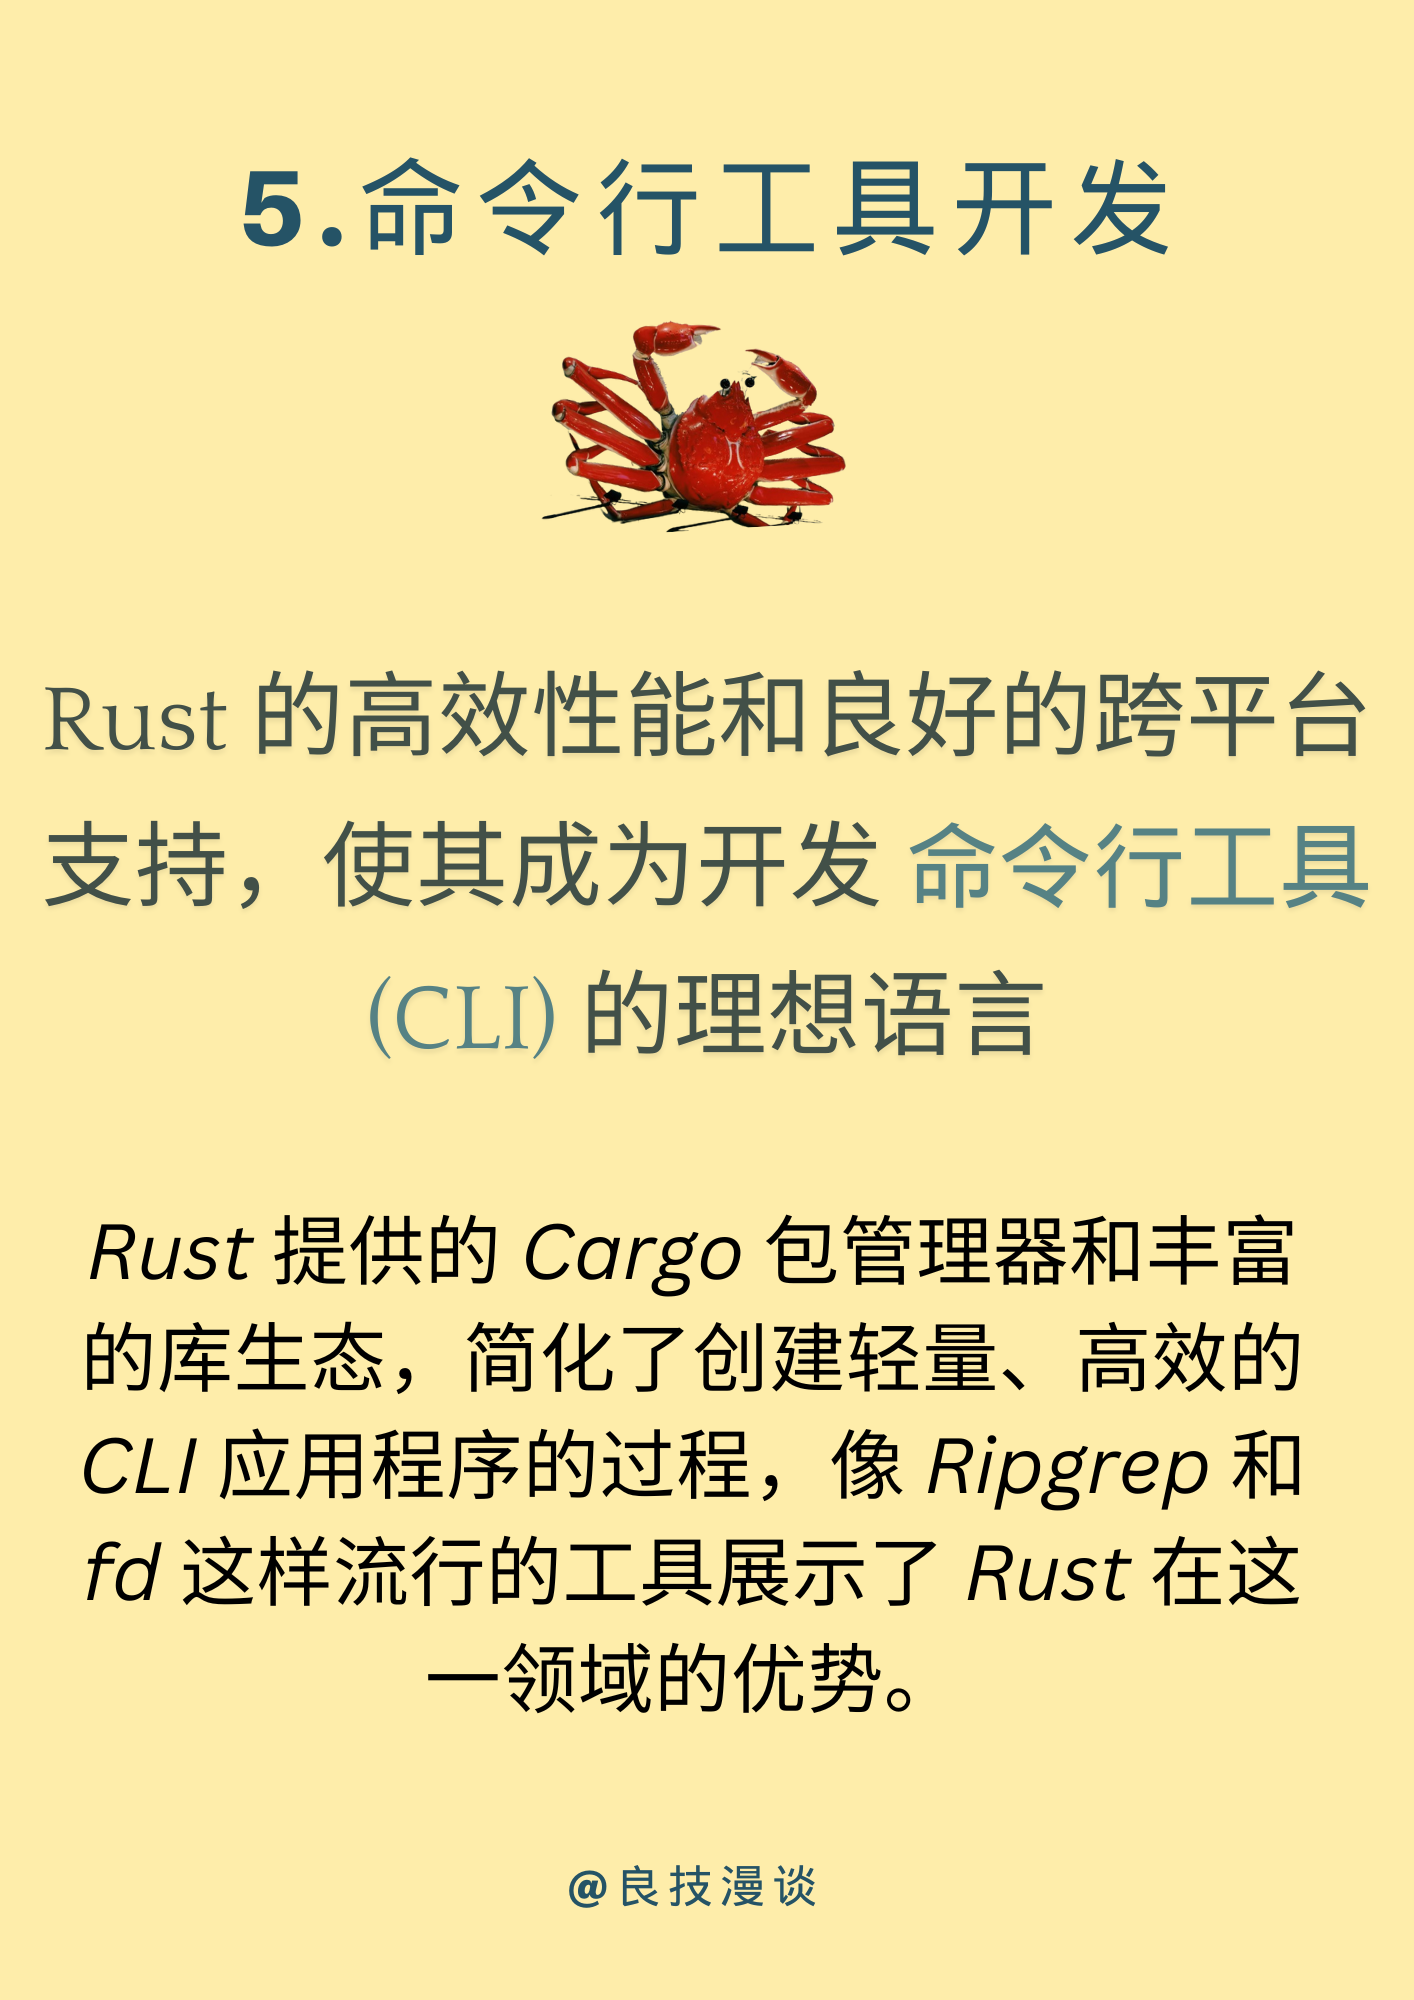 5.命令行工具开发
Rust 的高效性能和良好的跨平台
支持，使其成为开发 命令行工具
(CLI) 的理想语言
Rust 提供的 Cargo 包管理器和丰富
的库生态，简化了创建轻量、高效的
CLI 应用程序的过程，像 Ripgrep 和
fd 这样流行的工具展示了 Rust 在这
一领域的优势。
@良技漫谈